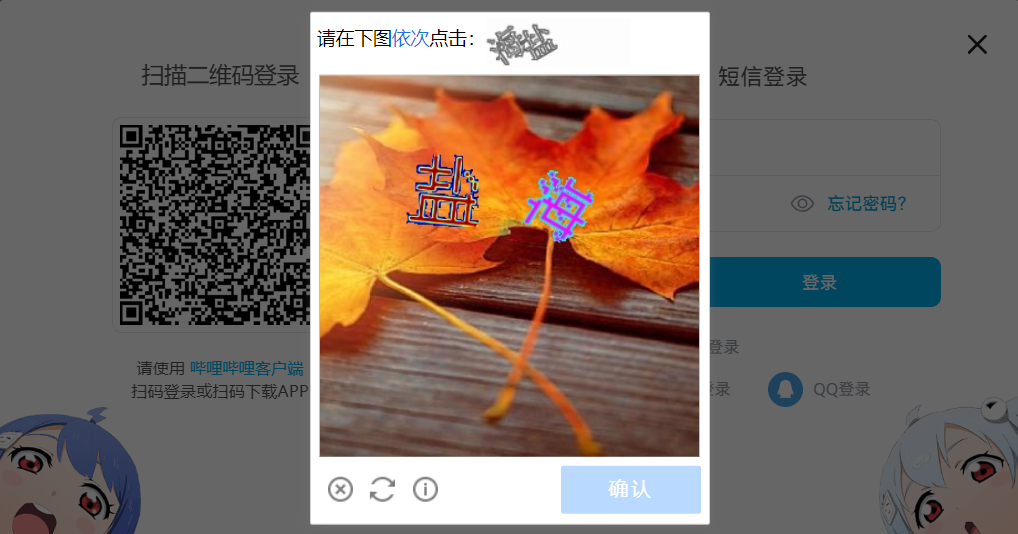 请在下图依次点击：海盐
扫描二维码登录
短信登录
盐 海
忘记密码？
登录
请使用 哔哩哔哩客户端
扫码登录或扫码下载APP
登录
登录
QQ登录
确认